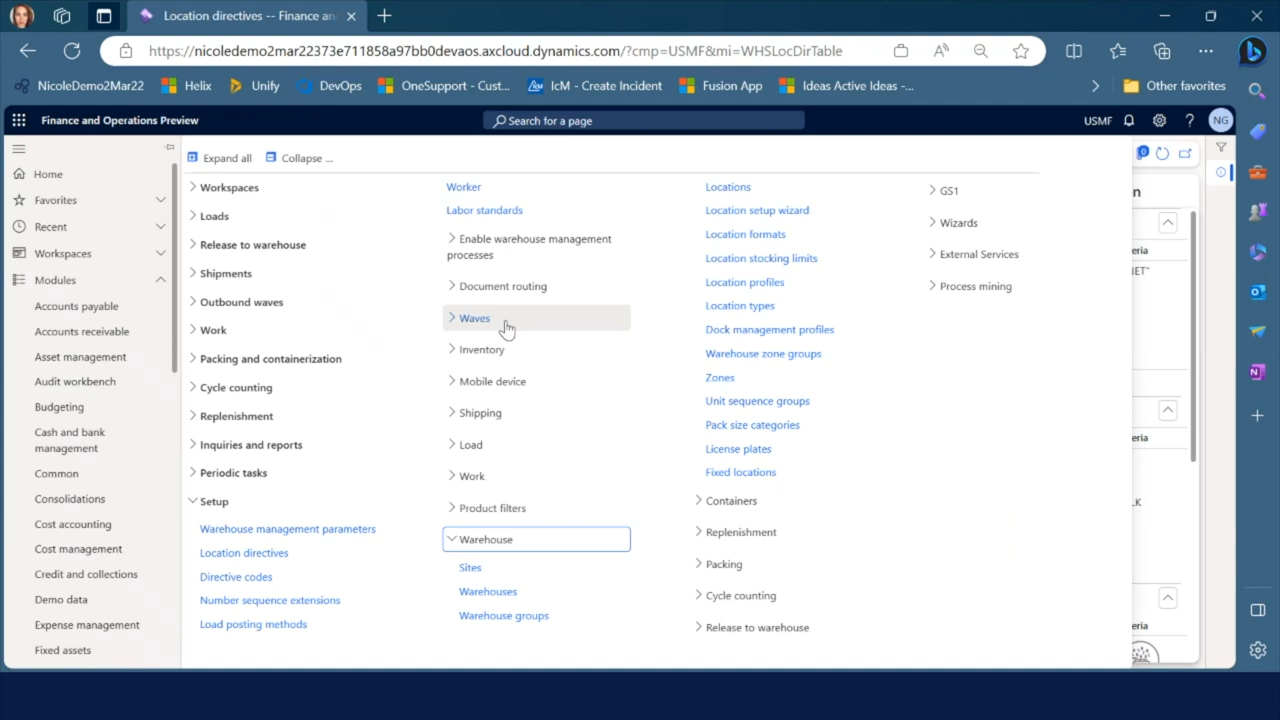 Location directives -- Finance an
https://nicoledemo2mar22373e711858a97bb0devaos.axcloud.dynamics.com/?cmp=USMF&mi=WHSLocDirTable
NicoleDemo2Mar22
Helix
Unify
DevOps
OneSupport - Cust...
IcM - Create Incident
Fusion App
Ideas Active Ideas -...
Other favorites
Finance and Operations Preview
Search for a page
USMF
NG
Home
Favorites
Recent
Workspaces
Modules
Accounts payable
Accounts receivable
Asset management
Audit workbench
Budgeting
Cash and bank
management
Common
Consolidations
Cost accounting
Cost management
Credit and collections
Demo data
Expense management
Fixed assets
Expand all
Collapse ...
Workspaces
Loads
Release to warehouse
Shipments
Outbound waves
Work
Packing and containerization
Cycle counting
Replenishment
Inquiries and reports
Periodic tasks
Setup
Warehouse management parameters
Location directives
Directive codes
Number sequence extensions
Load posting methods
Worker
Labor standards
Enable warehouse management
processes
Document routing
Waves
Inventory
Mobile device
Shipping
Load
Work
Product filters
Warehouse
Sites
Warehouses
Warehouse groups
Locations
Location setup wizard
Location formats
Location stocking limits
Location profiles
Location types
Dock management profiles
Warehouse zone groups
Zones
Unit sequence groups
Pack size categories
License plates
Fixed locations
Containers
Replenishment
Packing
Cycle counting
Release to warehouse
GS1
Wizards
External Services
Process mining
0
n
eria
NET"
eria
LK
eria